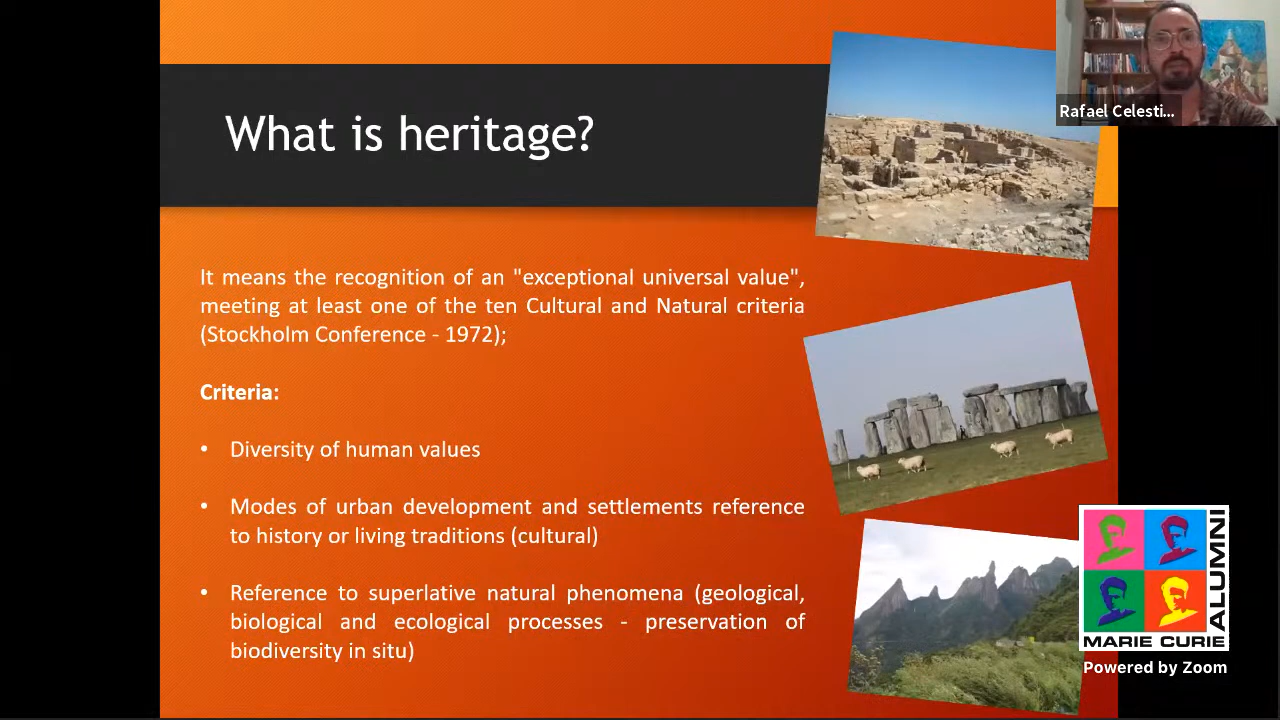 What is heritage?
Rafael Celesti...
It means the recognition of an "exceptional universal value",
meeting at least one of the ten Cultural and Natural criteria
(Stockholm Conference - 1972);
Criteria:
• Diversity of human values
• Modes of urban development and settlements reference
to history or living traditions (cultural)
• Reference to superlative natural phenomena (geological,
biological and ecological processes - preservation of
biodiversity in situ)
MARIE CURIE
ALUMNI
Powered by Zoom